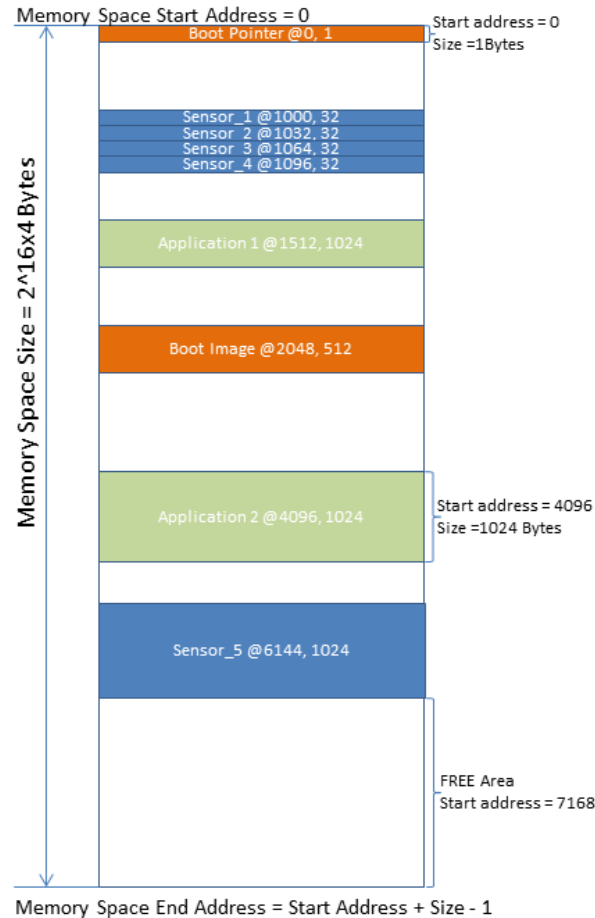 Memory Space Start Address = 0
Boot Pointer @0, 1
Start address = 0
Size =1Bytes
Sensor_1 @1000, 32
Sensor_2 @1032, 32
Sensor_3 @1064, 32
Sensor_4 @1096, 32
Memory Space Size = 2^16x4 Bytes
Application 1 @1512, 1024
Boot Image @2048, 512
Application 2 @4096, 1024
Start address = 4096
Size =1024 Bytes
Sensor_5 @6144, 1024
FREE Area
Start address = 7168
Memory Space End Address = Start Address + Size - 1